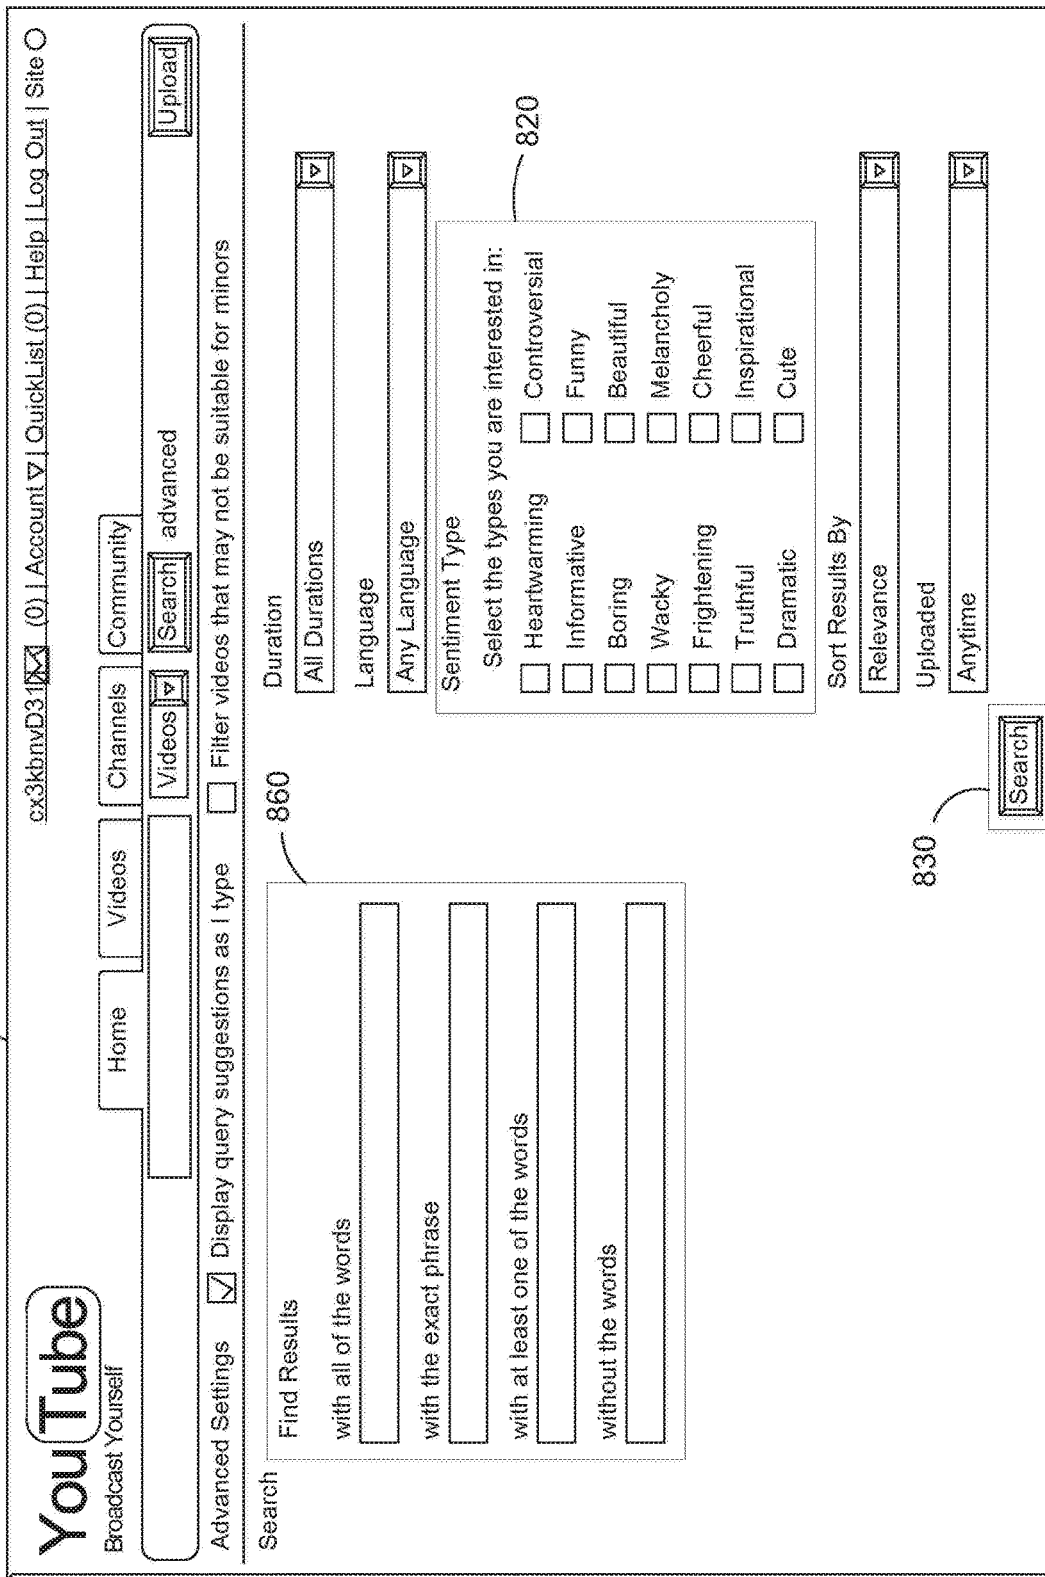 cx3kbnvD31 (0) | Account | QuickList (0) | Help | Log Out | Site
YouTube
Broadcast Yourself
Home Videos Channels Community
Videos Search advanced Upload
Advanced Settings Display query suggestions as I type Filter videos that may not be suitable for minors
Search
860
Find Results
with all of the words
with the exact phrase
with at least one of the words
without the words
Duration
All Durations
Language
Any Language
820
Sentiment Type
Select the types you are interested in:
Heartwarming Controversial
Informative Funny
Boring Beautiful
Wacky Melancholy
Frightening Cheerful
Truthful Inspirational
Dramatic Cute
Sort Results By
Relevance
Uploaded
Anytime
830
Search